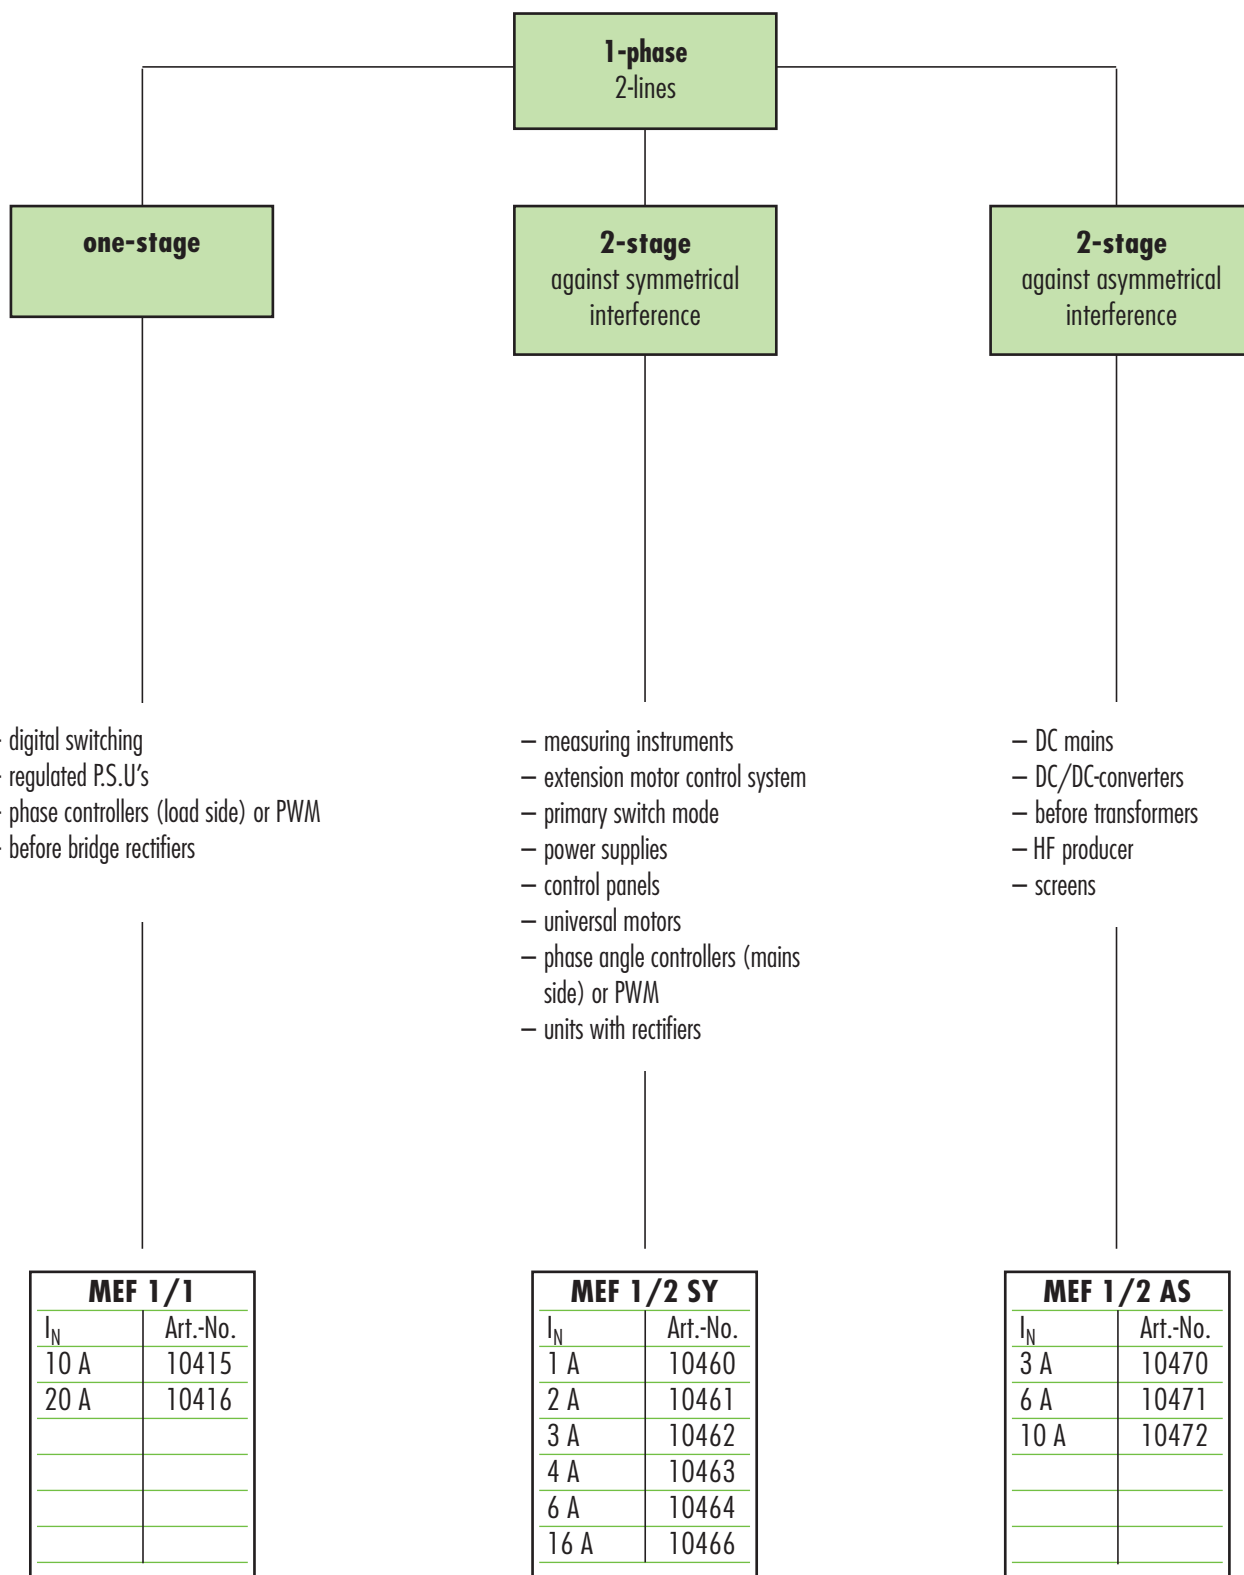 1-phase
2-lines
one-stage
2-stage
against symmetrical
interference
2-stage
against asymmetrical
interference
- digital switching
- regulated P.S.U's
- phase controllers (load side) or PWM
- before bridge rectifiers
– measuring instruments
– extension motor control system
– primary switch mode
– power supplies
– control panels
– universal motors
– phase angle controllers (mains
side) or PWM
– units with rectifiers
– DC mains
– DC/DC-converters
– before transformers
– HF producer
– screens
MEF 1/1
IN Art.-No.
10 A 10415
20 A 10416
MEF 1/2 SY
IN Art.-No.
1 A 10460
2 A 10461
3 A 10462
4 A 10463
6 A 10464
16 A 10466
MEF 1/2 AS
IN Art.-No.
3 A 10470
6 A 10471
10 A 10472